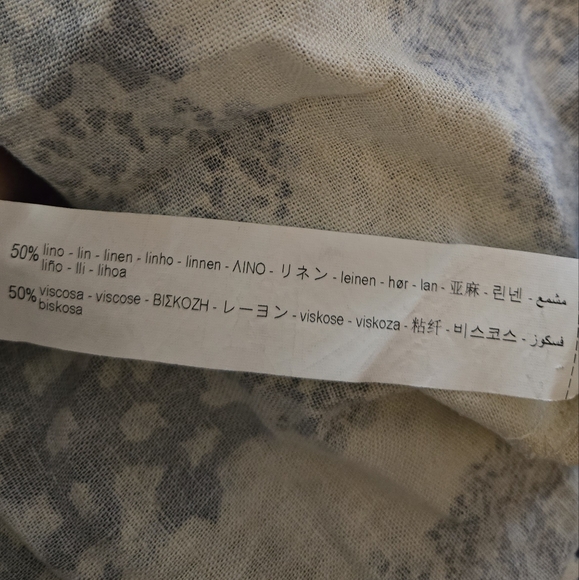 50% lino - lin - linen - linho - linnen - ΛΙΝΟ - リネン - leinen - hør - lan - 亚麻 - 린넨 - مشمع
liño - lli - lihoa
50% viscosa - viscose - ΒΙΣΚΟΖΗ - レーヨン - viskose - viskoza - 粘纤 - 비스코스 - فسكوز
biskosa